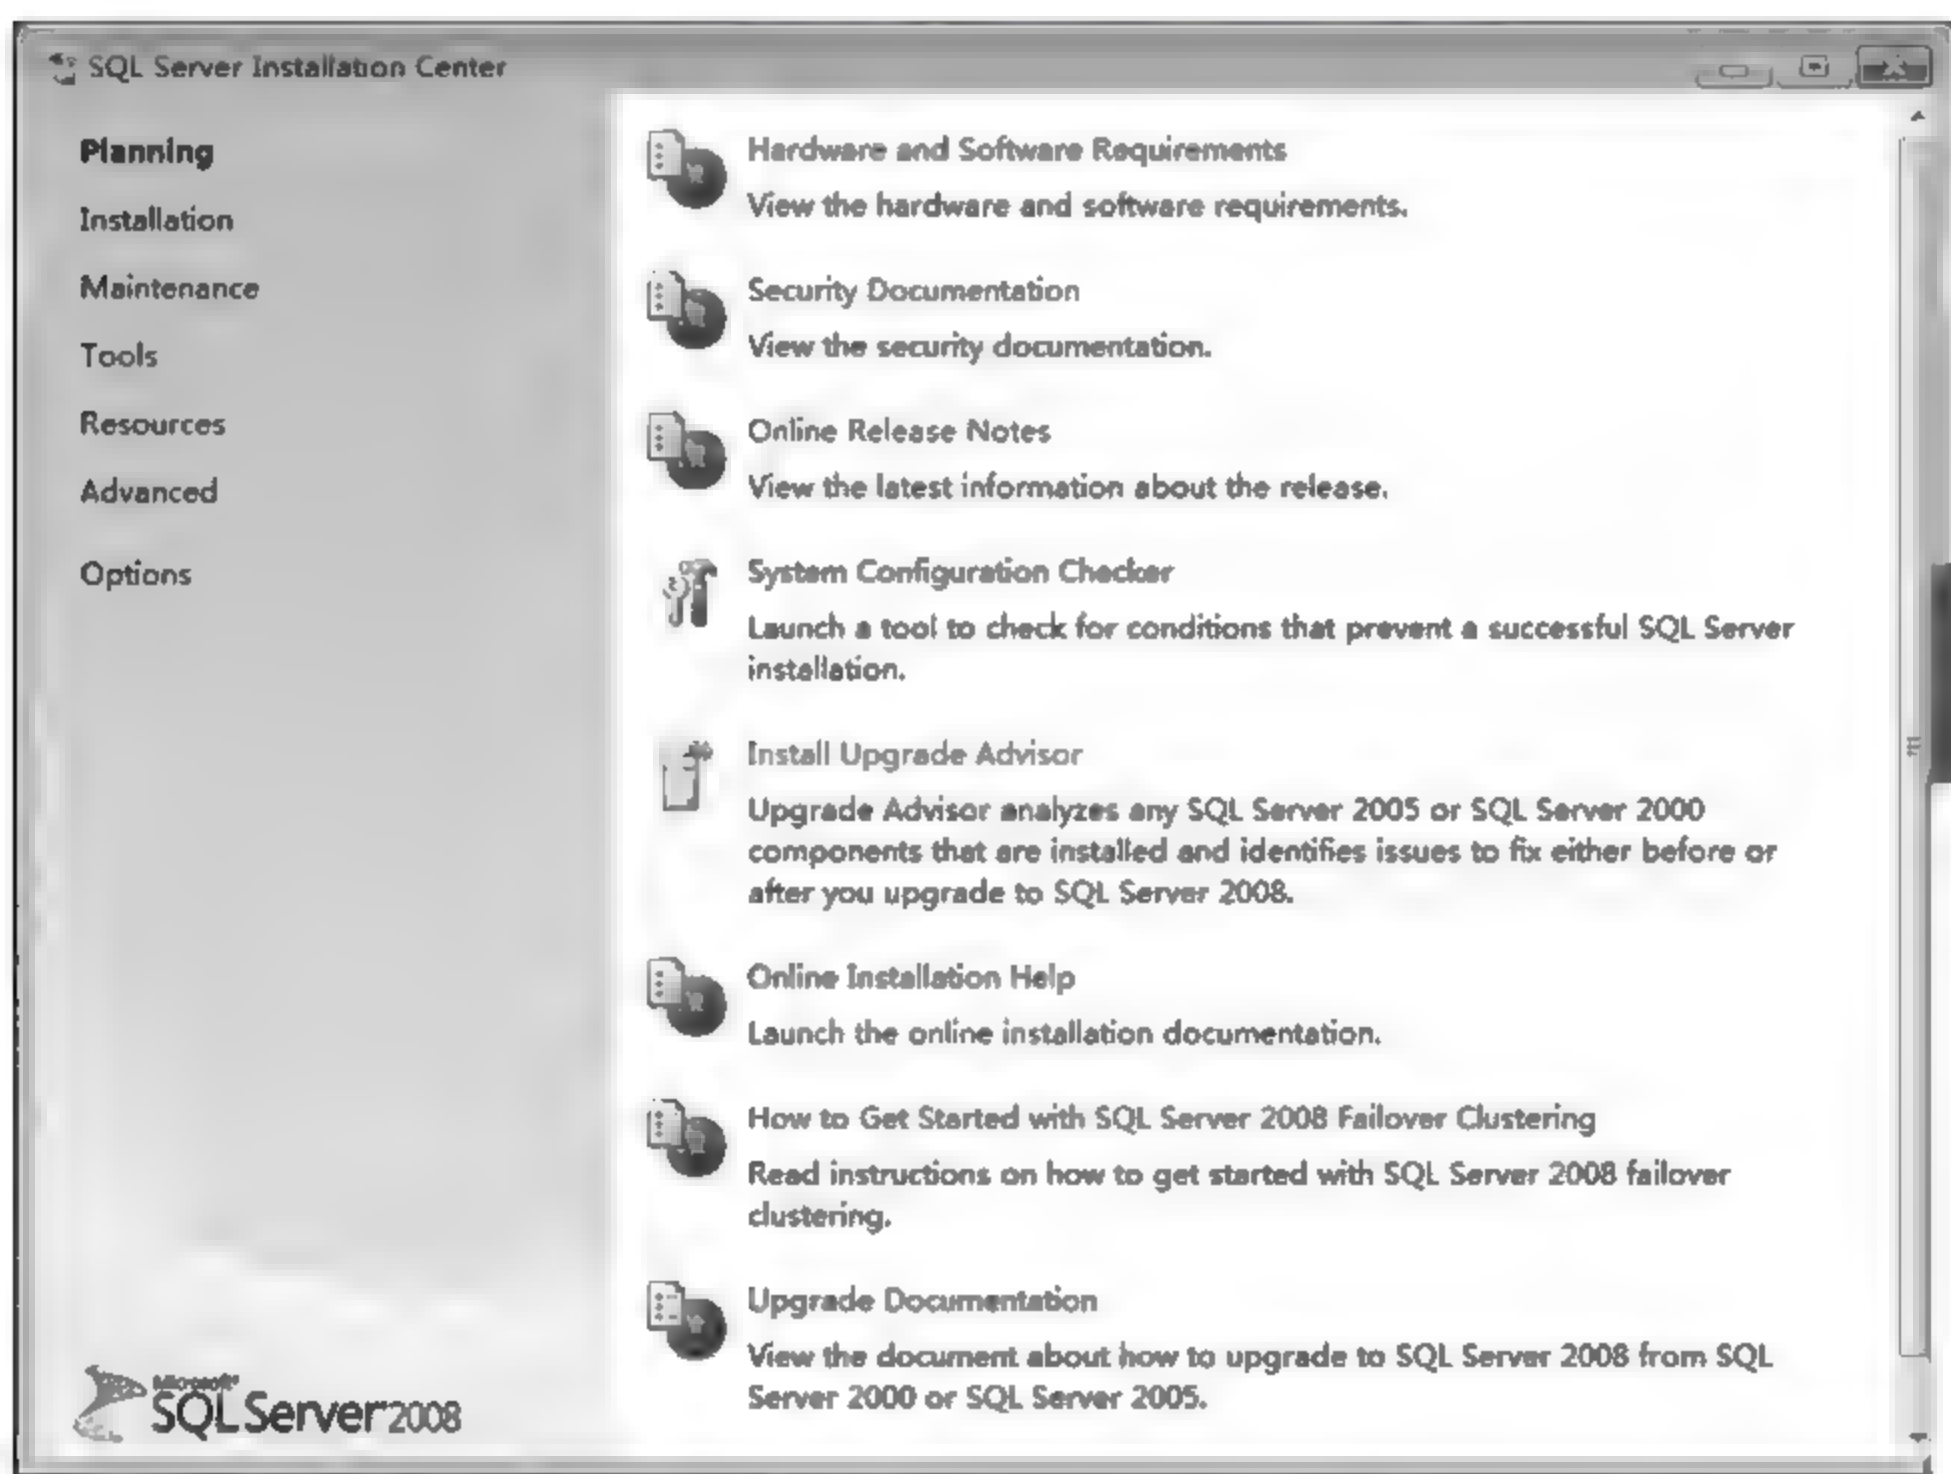 SQL Server Installation Center
Planning
Installation
Maintenance
Tools
Resources
Advanced
Options
Hardware and Software Requirements
View the hardware and software requirements.
Security Documentation
View the security documentation.
Online Release Notes
View the latest information about the release.
System Configuration Checker
Launch a tool to check for conditions that prevent a successful SQL Server
installation.
Install Upgrade Advisor
Upgrade Advisor analyzes any SQL Server 2005 or SQL Server 2000
components that are installed and identifies issues to fix either before or
after you upgrade to SQL Server 2008.
Online Installation Help
Launch the online installation documentation.
How to Get Started with SQL Server 2008 Failover Clustering
Read instructions on how to get started with SQL Server 2008 failover
clustering.
Upgrade Documentation
View the document about how to upgrade to SQL Server 2008 from SQL
Server 2000 or SQL Server 2005.
Microsoft
SQL Server 2008